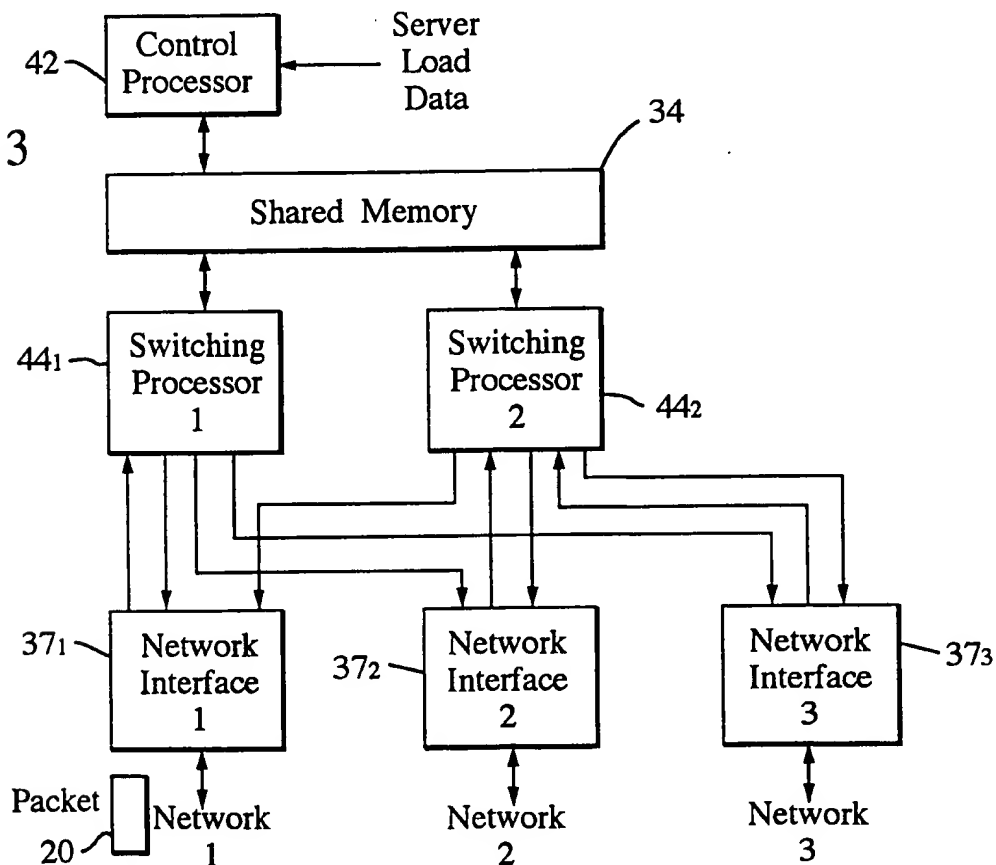 Control
Processor
42
Server
Load
Data
3
34
Shared Memory
Switching
Processor
1
44₁
Switching
Processor
2
44₂
Network
Interface
1
37₁
Network
Interface
2
37₂
Network
Interface
3
37₃
Packet
20
Network
1
Network
2
Network
3